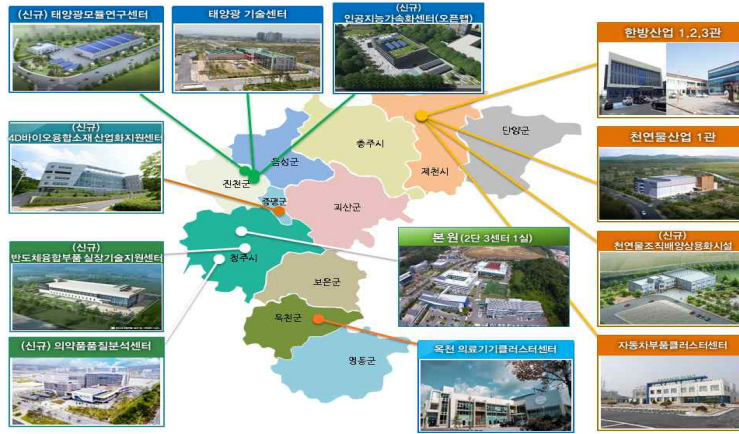 (신규) 태양광모듈연구센터
태양광 기술센터
(신규)
인공지능가속화센터(오픈랩)
한방산업 1,2,3관
(신규)
4D바이오융합소재 산업화지원센터
음성군
충주시
단양군
제천시
진천군
증평군
괴산군
천연물산업 1관
(신규)
반도체융합부품 실장기술지원센터
청주시
본원(2단 3센터 1실)
(신규)
천연물조직배양상용화시설
보은군
옥천군
영동군
(신규) 의약품품질분석센터
옥천 의료기기클러스터센터
자동차부품클러스터센터